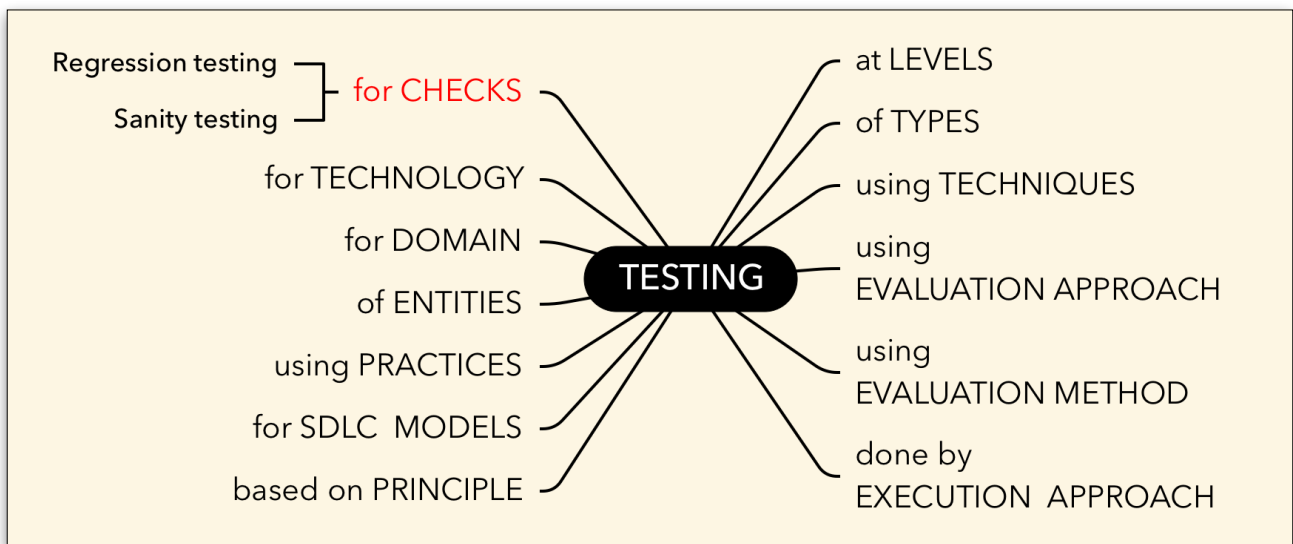 Regression testing
Sanity testing
for CHECKS
for TECHNOLOGY
for DOMAIN
of ENTITIES
using PRACTICES
for SDLC MODELS
based on PRINCIPLE
TESTING
at LEVELS
of TYPES
using TECHNIQUES
using
EVALUATION APPROACH
using
EVALUATION METHOD
done by
EXECUTION APPROACH